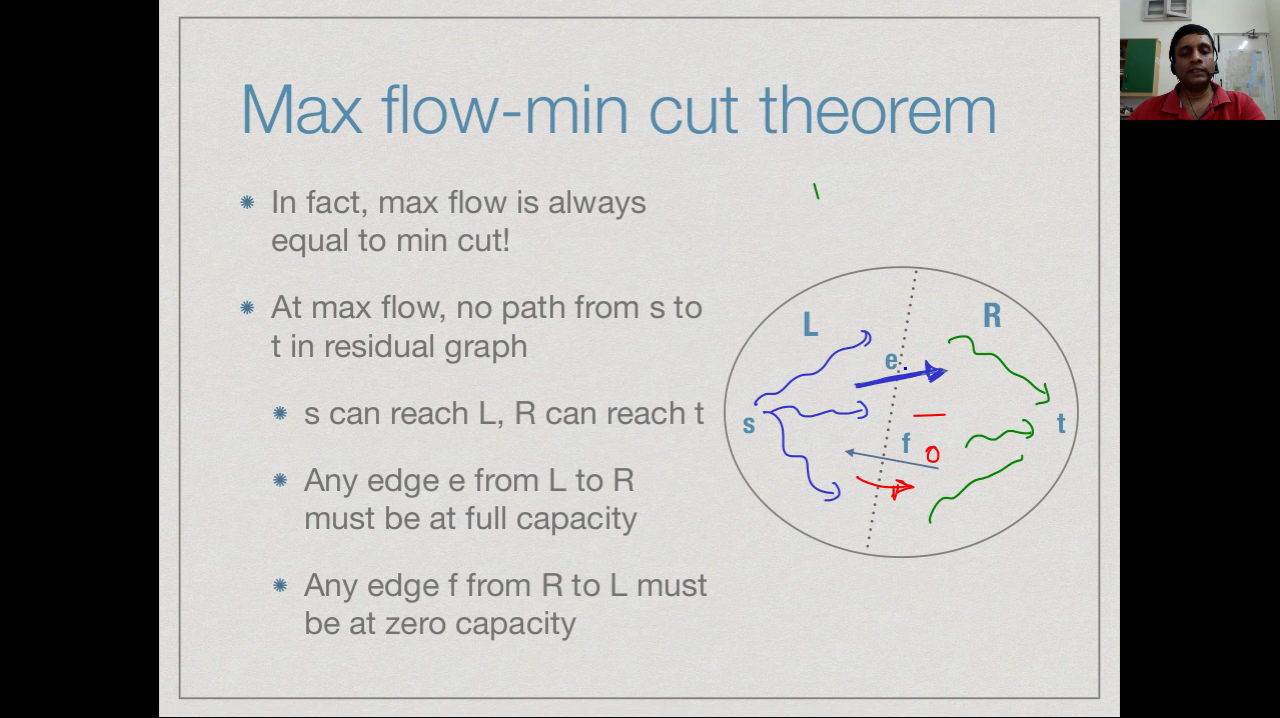 Max flow-min cut theorem
In fact, max flow is always
equal to min cut!
At max flow, no path from s to
t in residual graph
s can reach L, R can reach t
Any edge e from L to R
must be at full capacity
Any edge f from R to L must
be at zero capacity
L
R
e
s
t
f
0